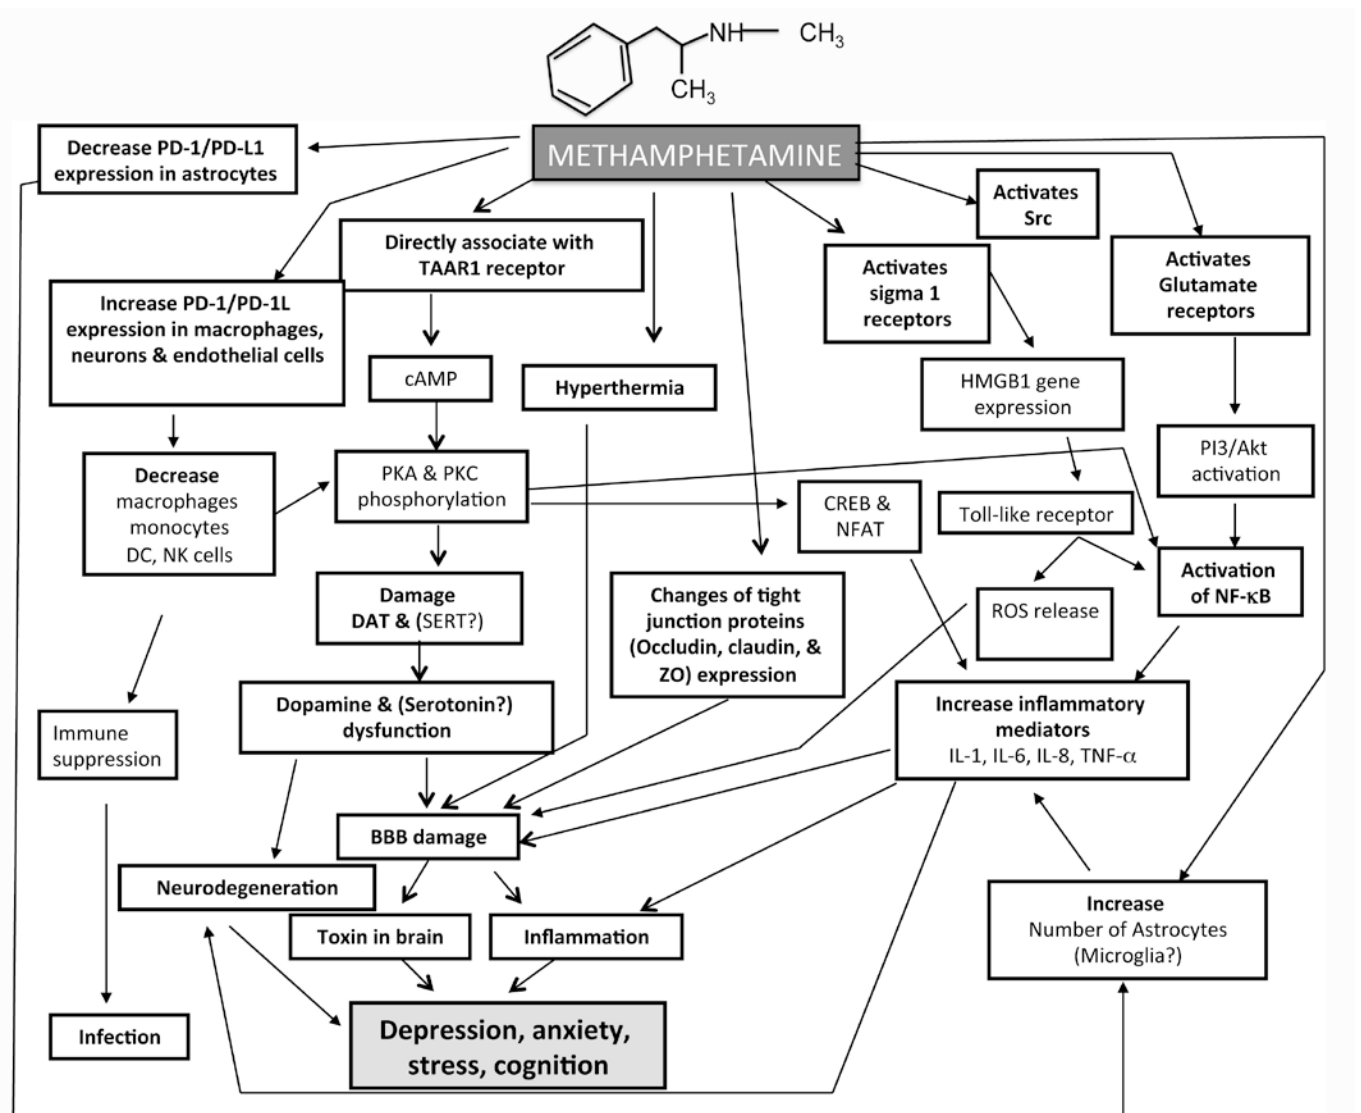 NH
CH3
CH3
METHAMPHETAMINE
Decrease PD-1/PD-L1
expression in astrocytes
Activates
Src
Directly associate with
TAAR1 receptor
Activates
sigma 1
receptors
Activates
Glutamate
receptors
Increase PD-1/PD-1L
expression in macrophages,
neurons & endothelial cells
cAMP
Hyperthermia
HMGB1 gene
expression
PI3/Akt
activation
Decrease
macrophages
monocytes
DC, NK cells
PKA & PKC
phosphorylation
CREB &
NFAT
Toll-like receptor
Activation
of NF-κB
Damage
DAT & (SERT?)
Changes of tight
junction proteins
(Occludin, claudin, &
ZO) expression
ROS release
Immune
suppression
Dopamine & (Serotonin?)
dysfunction
Increase inflammatory
mediators
IL-1, IL-6, IL-8, TNF-α
BBB damage
Neurodegeneration
Toxin in brain
Inflammation
Increase
Number of Astrocytes
(Microglia?)
Infection
Depression, anxiety,
stress, cognition